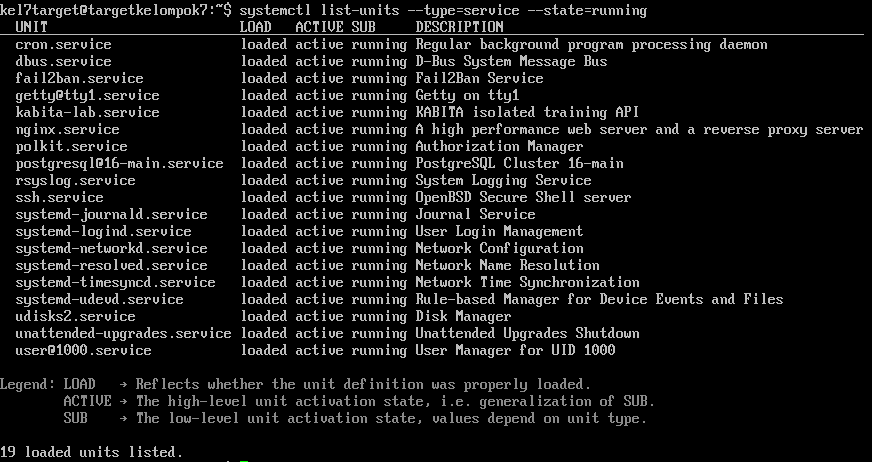 kel7target@targetkelompok7:~$ systemctl list-units --type=service --state=running
UNIT LOAD ACTIVE SUB DESCRIPTION
cron.service loaded active running Regular background program processing daemon
dbus.service loaded active running D-Bus System Message Bus
fail2ban.service loaded active running Fail2Ban Service
getty@tty1.service loaded active running Getty on tty1
kabita-lab.service loaded active running KABITA isolated training API
nginx.service loaded active running A high performance web server and a reverse proxy server
polkit.service loaded active running Authorization Manager
postgresql@16-main.service loaded active running PostgreSQL Cluster 16-main
rsyslog.service loaded active running System Logging Service
ssh.service loaded active running OpenBSD Secure Shell server
systemd-journald.service loaded active running Journal Service
systemd-logind.service loaded active running User Login Management
systemd-networkd.service loaded active running Network Configuration
systemd-resolved.service loaded active running Network Name Resolution
systemd-timesyncd.service loaded active running Network Time Synchronization
systemd-udevd.service loaded active running Rule-based Manager for Device Events and Files
udisks2.service loaded active running Disk Manager
unattended-upgrades.service loaded active running Unattended Upgrades Shutdown
user@1000.service loaded active running User Manager for UID 1000
Legend: LOAD → Reflects whether the unit definition was properly loaded.
ACTIVE → The high-level unit activation state, i.e. generalization of SUB.
SUB → The low-level unit activation state, values depend on unit type.
19 loaded units listed.